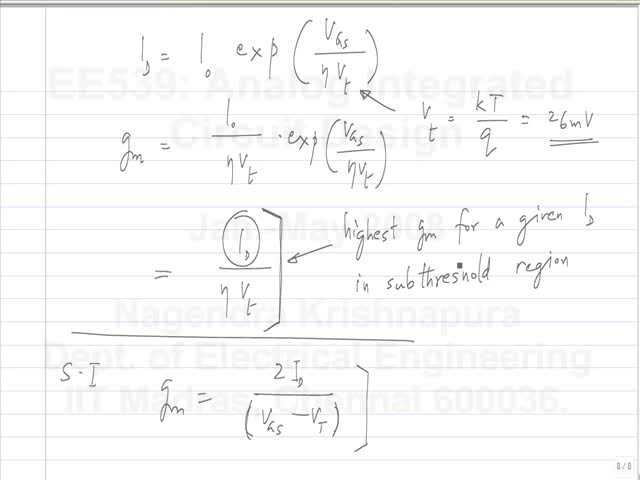 I_D = I_0 exp(V_GS / ηV_t)
V_t = kT/q = 26mV
g_m = I_0 / ηV_t · exp(V_GS / ηV_t)
= I_D / ηV_t ] ← highest g_m for a given I_D
in subthreshold region
S.I g_m = 2I_D / (V_GS − V_T) ]
EE539: Analog Integrated
Circuit Design
Jan-May 2008
Nagendra Krishnapura
Dept. of Electrical Engineering
IIT Madras, Chennai 600036.
8/8